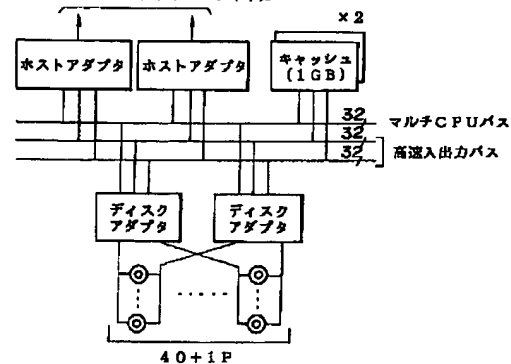 ×2
ホストアダプタ
ホストアダプタ
キャッシュ
(1GB)
32
マルチCPUバス
32
32
高速入出力バス
ディスク
アダプタ
ディスク
アダプタ
40+1P